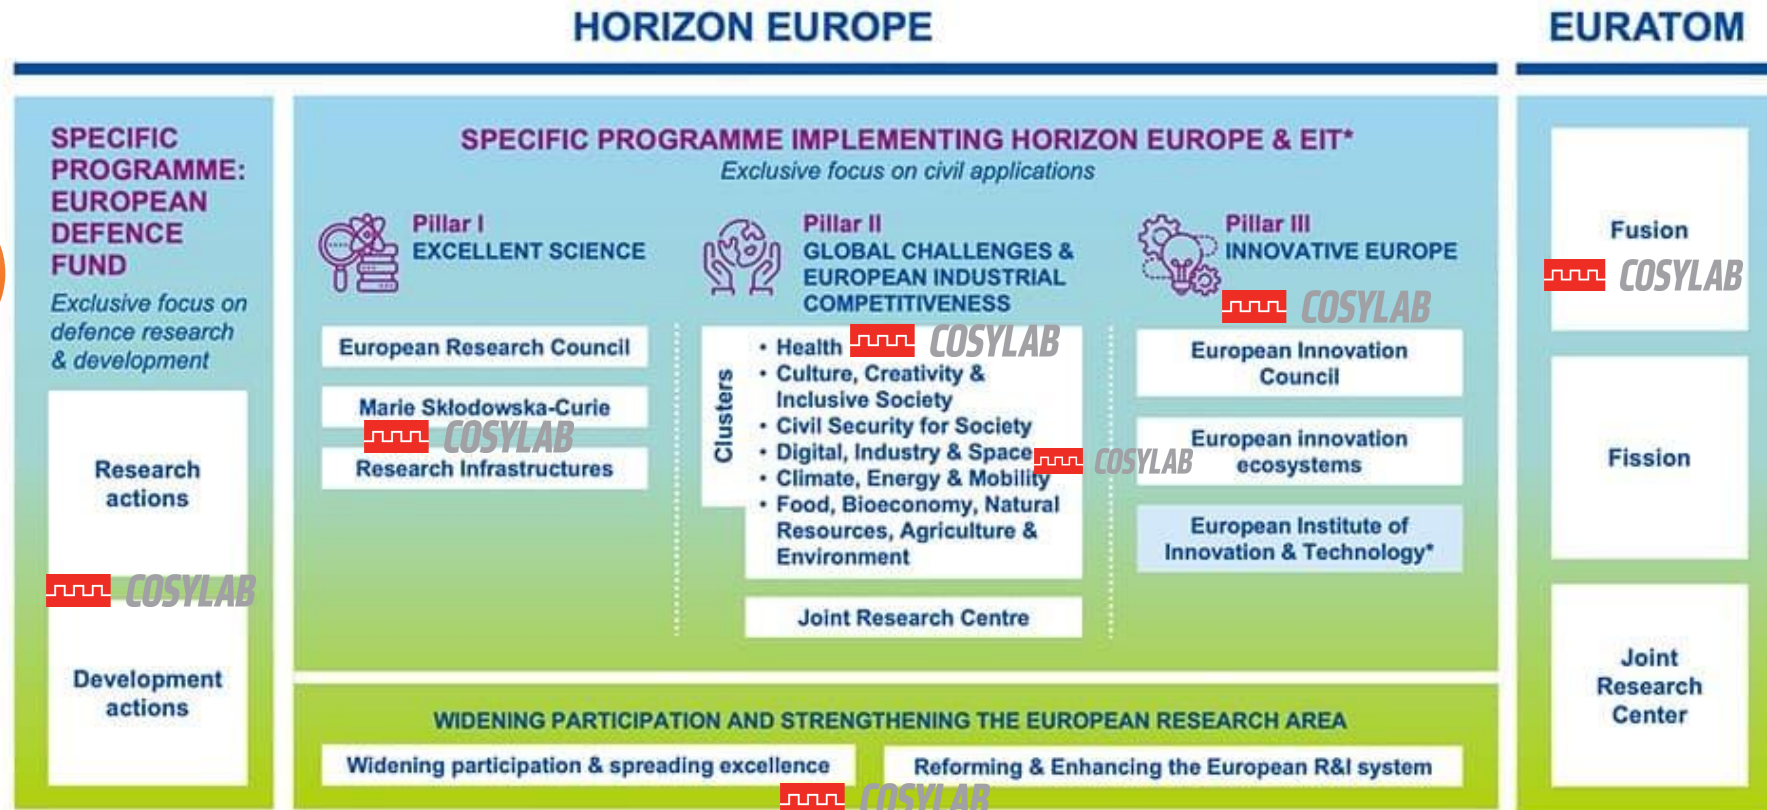 HORIZON EUROPE
EURATOM
SPECIFIC
PROGRAMME:
EUROPEAN
DEFENCE
FUND
Exclusive focus on
defence research
& development
Research
actions
COSYLAB
Development
actions
SPECIFIC PROGRAMME IMPLEMENTING HORIZON EUROPE & EIT*
Exclusive focus on civil applications
Pillar I
EXCELLENT SCIENCE
European Research Council
Marie Skłodowska-Curie
COSYLAB
Research Infrastructures
Pillar II
GLOBAL CHALLENGES &
EUROPEAN INDUSTRIAL
COMPETITIVENESS
Clusters
• Health COSYLAB
• Culture, Creativity &
Inclusive Society
• Civil Security for Society
• Digital, Industry & Space
COSYLAB
• Climate, Energy & Mobility
• Food, Bioeconomy, Natural
Resources, Agriculture &
Environment
Joint Research Centre
Pillar III
INNOVATIVE EUROPE
COSYLAB
European Innovation
Council
European innovation
ecosystems
European Institute of
Innovation & Technology*
WIDENING PARTICIPATION AND STRENGTHENING THE EUROPEAN RESEARCH AREA
Widening participation & spreading excellence
Reforming & Enhancing the European R&I system
COSYLAB
Fusion
COSYLAB
Fission
Joint
Research
Center